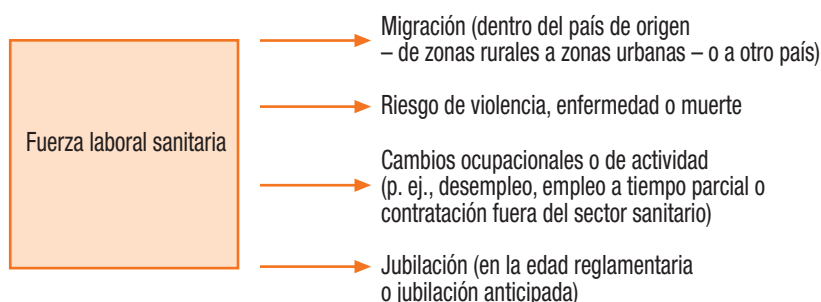 Migración (dentro del país de origen
– de zonas rurales a zonas urbanas – o a otro país)
Riesgo de violencia, enfermedad o muerte
Fuerza laboral sanitaria
Cambios ocupacionales o de actividad
(p. ej., desempleo, empleo a tiempo parcial o
contratación fuera del sector sanitario)
Jubilación (en la edad reglamentaria
o jubilación anticipada)